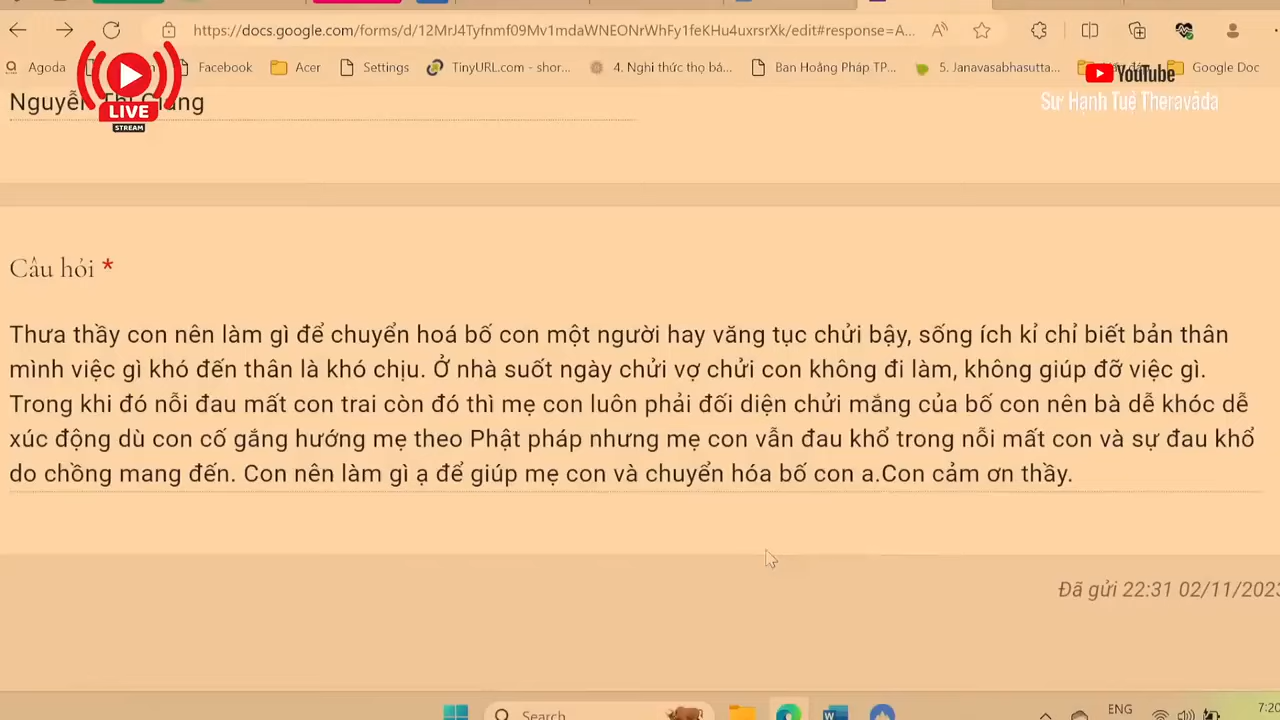 https://docs.google.com/forms/d/12MrJ4Tyfnmf09Mv1mdaWNEONrWhFy1feKHu4uxrsrXk/edit#response=A...
Agoda
Facebook
Acer
Settings
TinyURL.com - shor...
4. Nghi thức thọ bá...
Ban Hoằng Pháp TP...
5. Janavasabhasutta...
Google Doc
YouTube
Sư Hạnh Tuệ Theravāda
LIVE
STREAM
Nguyễn Thị Giang
Câu hỏi *
Thưa thầy con nên làm gì để chuyển hoá bố con một người hay văng tục chửi bậy, sống ích kỉ chỉ biết bản thân
mình việc gì khó đến thân là khó chịu. Ở nhà suốt ngày chửi vợ chửi con không đi làm, không giúp đỡ việc gì.
Trong khi đó nỗi đau mất con trai còn đó thì mẹ con luôn phải đối diện chửi mắng của bố con nên bà dễ khóc dễ
xúc động dù con cố gắng hướng mẹ theo Phật pháp nhưng mẹ con vẫn đau khổ trong nỗi mất con và sự đau khổ
do chồng mang đến. Con nên làm gì ạ để giúp mẹ con và chuyển hóa bố con a.Con cảm ơn thầy.
Đã gửi 22:31 02/11/2023
Search
ENG
7:20